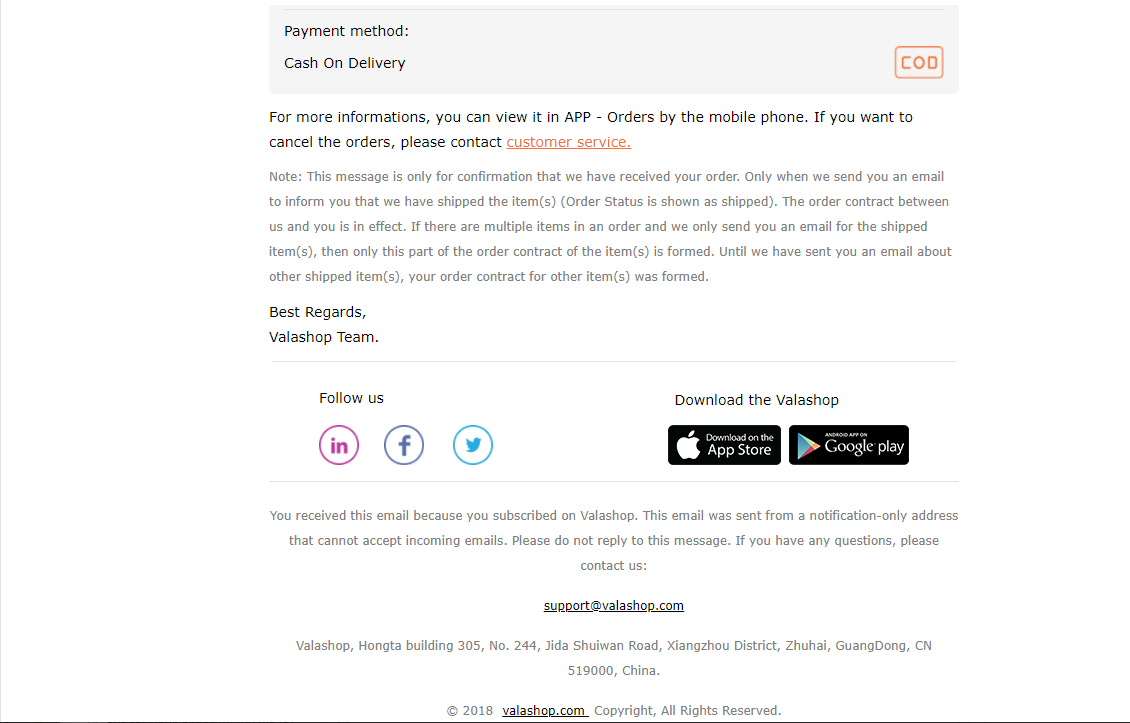 Payment method:
Cash On Delivery
COD
For more informations, you can view it in APP - Orders by the mobile phone. If you want to
cancel the orders, please contact customer service.
Note: This message is only for confirmation that we have received your order. Only when we send you an email
to inform you that we have shipped the item(s) (Order Status is shown as shipped). The order contract between
us and you is in effect. If there are multiple items in an order and we only send you an email for the shipped
item(s), then only this part of the order contract of the item(s) is formed. Until we have sent you an email about
other shipped item(s), your order contract for other item(s) was formed.
Best Regards,
Valashop Team.
Follow us
Download the Valashop
in
f
Download on the
App Store
ANDROID APP ON
Google play
You received this email because you subscribed on Valashop. This email was sent from a notification-only address
that cannot accept incoming emails. Please do not reply to this message. If you have any questions, please
contact us:
support@valashop.com
Valashop, Hongta building 305, No. 244, Jida Shuiwan Road, Xiangzhou District, Zhuhai, GuangDong, CN
519000, China.
© 2018 valashop.com Copyright, All Rights Reserved.